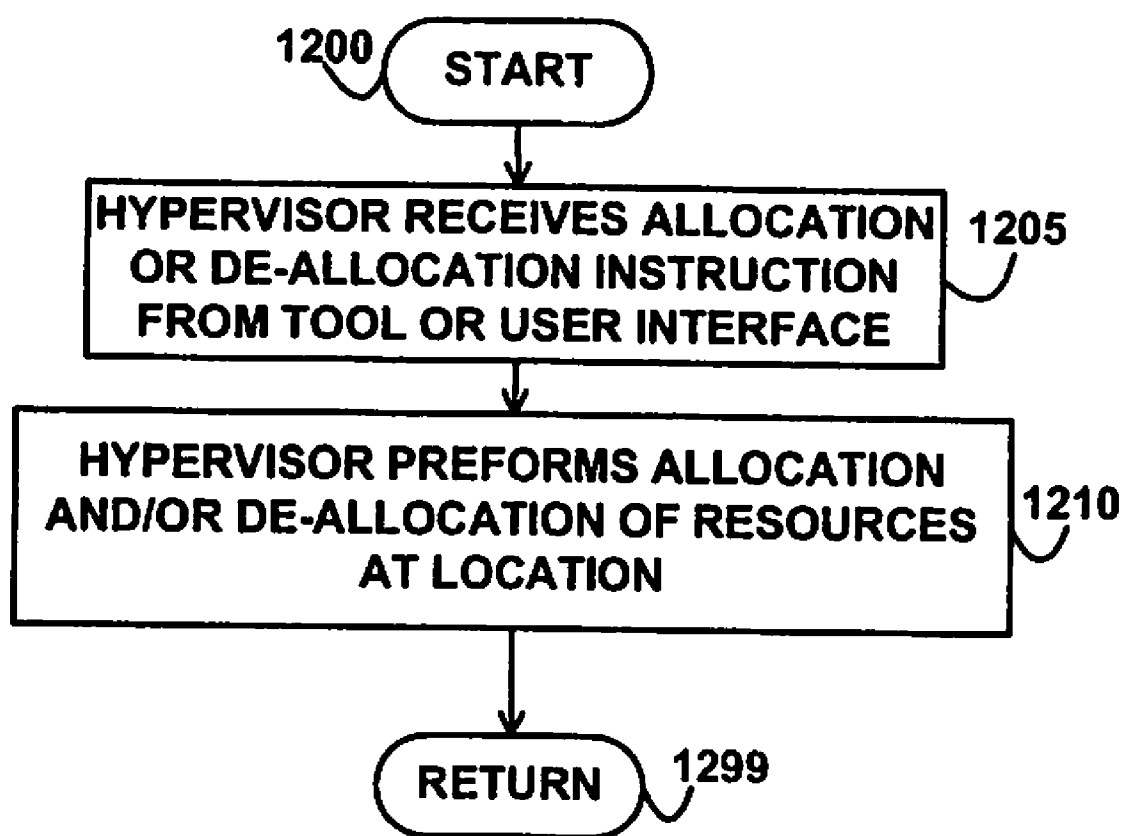 1200
START
HYPERVISOR RECEIVES ALLOCATION
OR DE-ALLOCATION INSTRUCTION
FROM TOOL OR USER INTERFACE
1205
HYPERVISOR PREFORMS ALLOCATION
AND/OR DE-ALLOCATION OF RESOURCES
AT LOCATION
1210
RETURN
1299